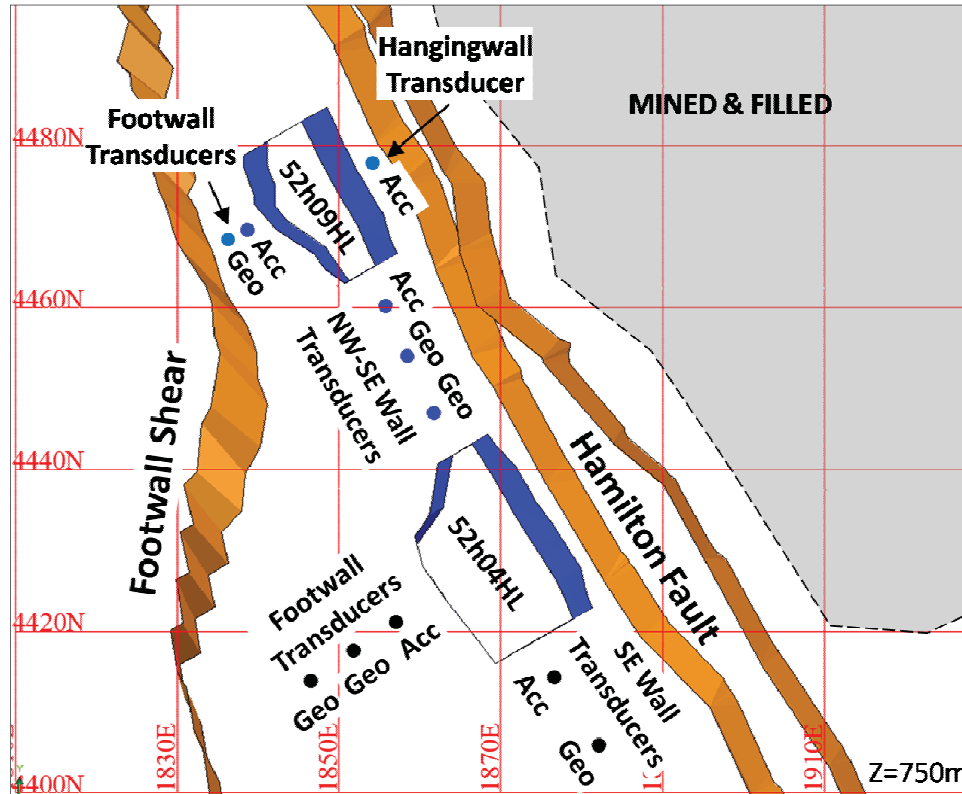 Hangingwall
Transducer
MINED & FILLED
Footwall
Transducers
4480N
52h09HL
Acc
Acc
Geo
4460N
Acc
Geo
Geo
NW-SE Wall
Transducers
Footwall Shear
4440N
Hamilton Fault
52h04HL
Footwall
Transducers
4420N
Acc
Geo
Geo
SE Wall
Transducers
Acc
Geo
1830E
1850E
1870E
1910E
4400N
Z=750m